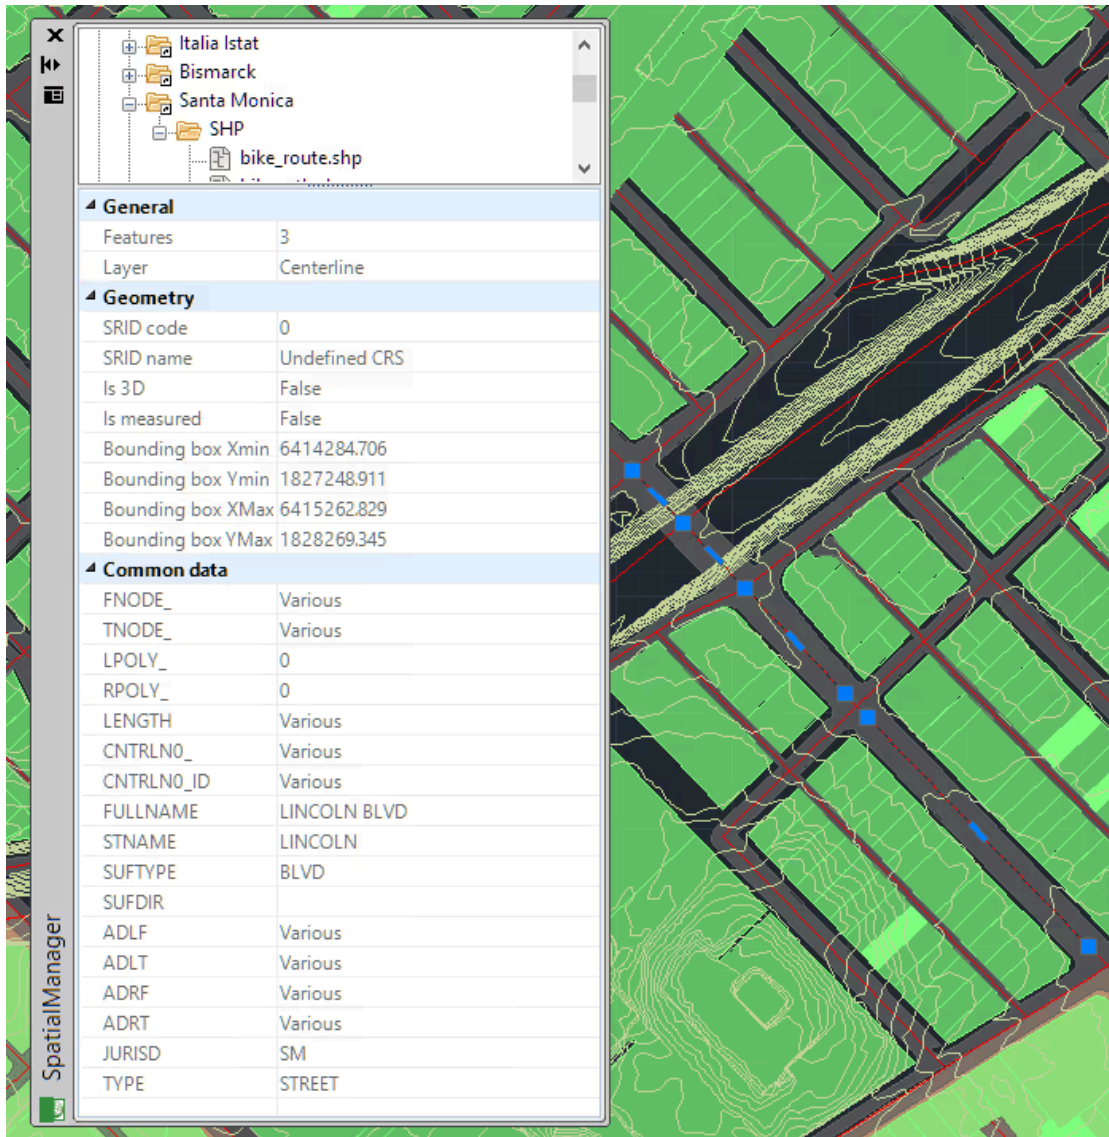 Italia Istat
Bismarck
Santa Monica
SHP
bike_route.shp
General
Features 3
Layer Centerline
Geometry
SRID code 0
SRID name Undefined CRS
Is 3D False
Is measured False
Bounding box Xmin 6414284.706
Bounding box Ymin 1827248.911
Bounding box XMax 6415262.829
Bounding box YMax 1828269.345
Common data
FNODE_ Various
TNODE_ Various
LPOLY_ 0
RPOLY_ 0
LENGTH Various
CNTRLN0_ Various
CNTRLN0_ID Various
FULLNAME LINCOLN BLVD
STNAME LINCOLN
SUFTYPE BLVD
SUFDIR
ADLF Various
ADLT Various
ADRF Various
ADRT Various
JURISD SM
TYPE STREET
SpatialManager